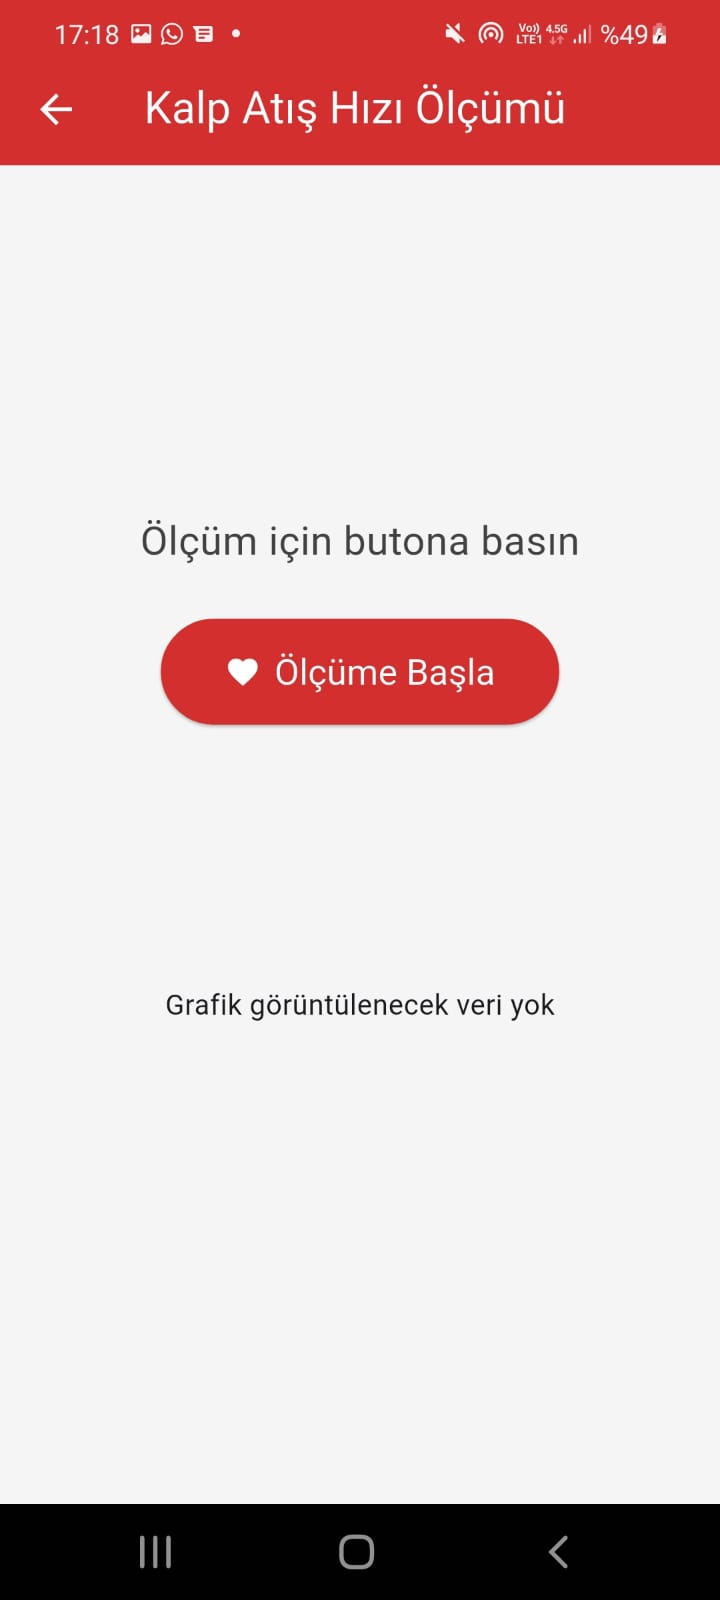 17:18 Vo)) LTE1 4.5G %49
Kalp Atış Hızı Ölçümü
Ölçüm için butona basın
Ölçüme Başla
Grafik görüntülenecek veri yok